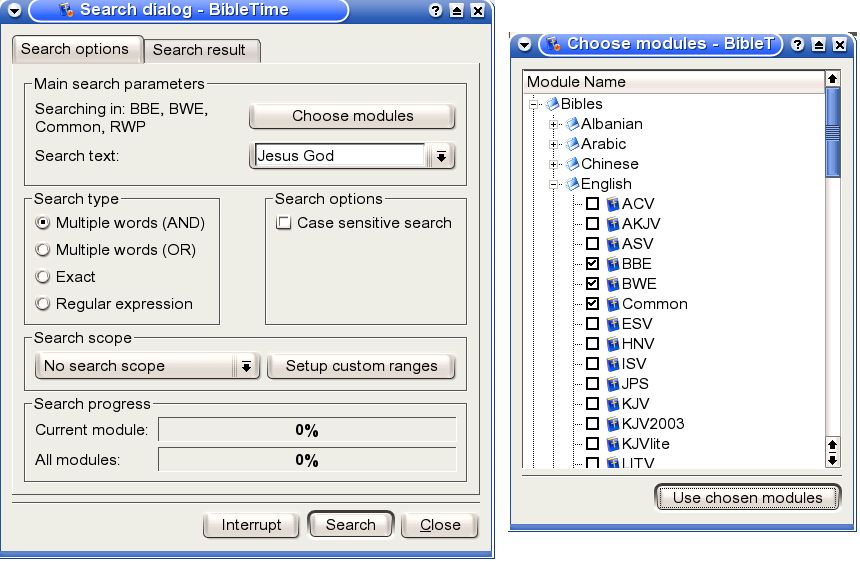 Search dialog - BibleTime
Search options
Search result
Main search parameters
Searching in: BBE, BWE,
Common, RWP
Choose modules
Search text:
Jesus God
Search type
Multiple words (AND)
Multiple words (OR)
Exact
Regular expression
Search options
Case sensitive search
Search scope
No search scope
Setup custom ranges
Search progress
Current module:
0%
All modules:
0%
Interrupt
Search
Close
Choose modules - BibleT
Module Name
Bibles
Albanian
Arabic
Chinese
English
ACV
AKJV
ASV
BBE
BWE
Common
ESV
HNV
ISV
JPS
KJV
KJV2003
KJVlite
LITV
Use chosen modules